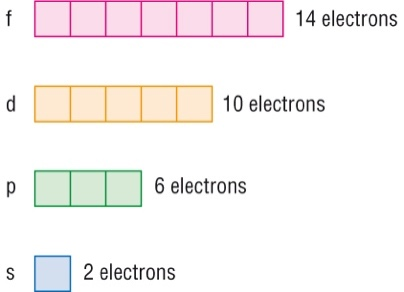 f 14 electrons
d 10 electrons
p 6 electrons
s 2 electrons